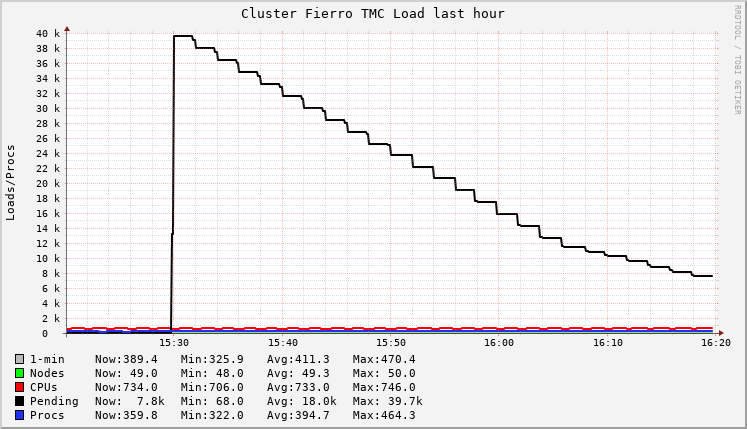 Cluster Fierro TMC Load last hour
RRDTOOL / TOBI OETIKER
Loads/Procs
40 k
38 k
36 k
34 k
32 k
30 k
28 k
26 k
24 k
22 k
20 k
18 k
16 k
14 k
12 k
10 k
8 k
6 k
4 k
2 k
0
15:30 15:40 15:50 16:00 16:10 16:20
1-min Now:389.4 Min:325.9 Avg:411.3 Max:470.4
Nodes Now: 49.0 Min: 48.0 Avg: 49.3 Max: 50.0
CPUs Now:734.0 Min:706.0 Avg:733.0 Max:746.0
Pending Now: 7.8k Min: 68.0 Avg: 18.0k Max: 39.7k
Procs Now:359.8 Min:322.0 Avg:394.7 Max:464.3